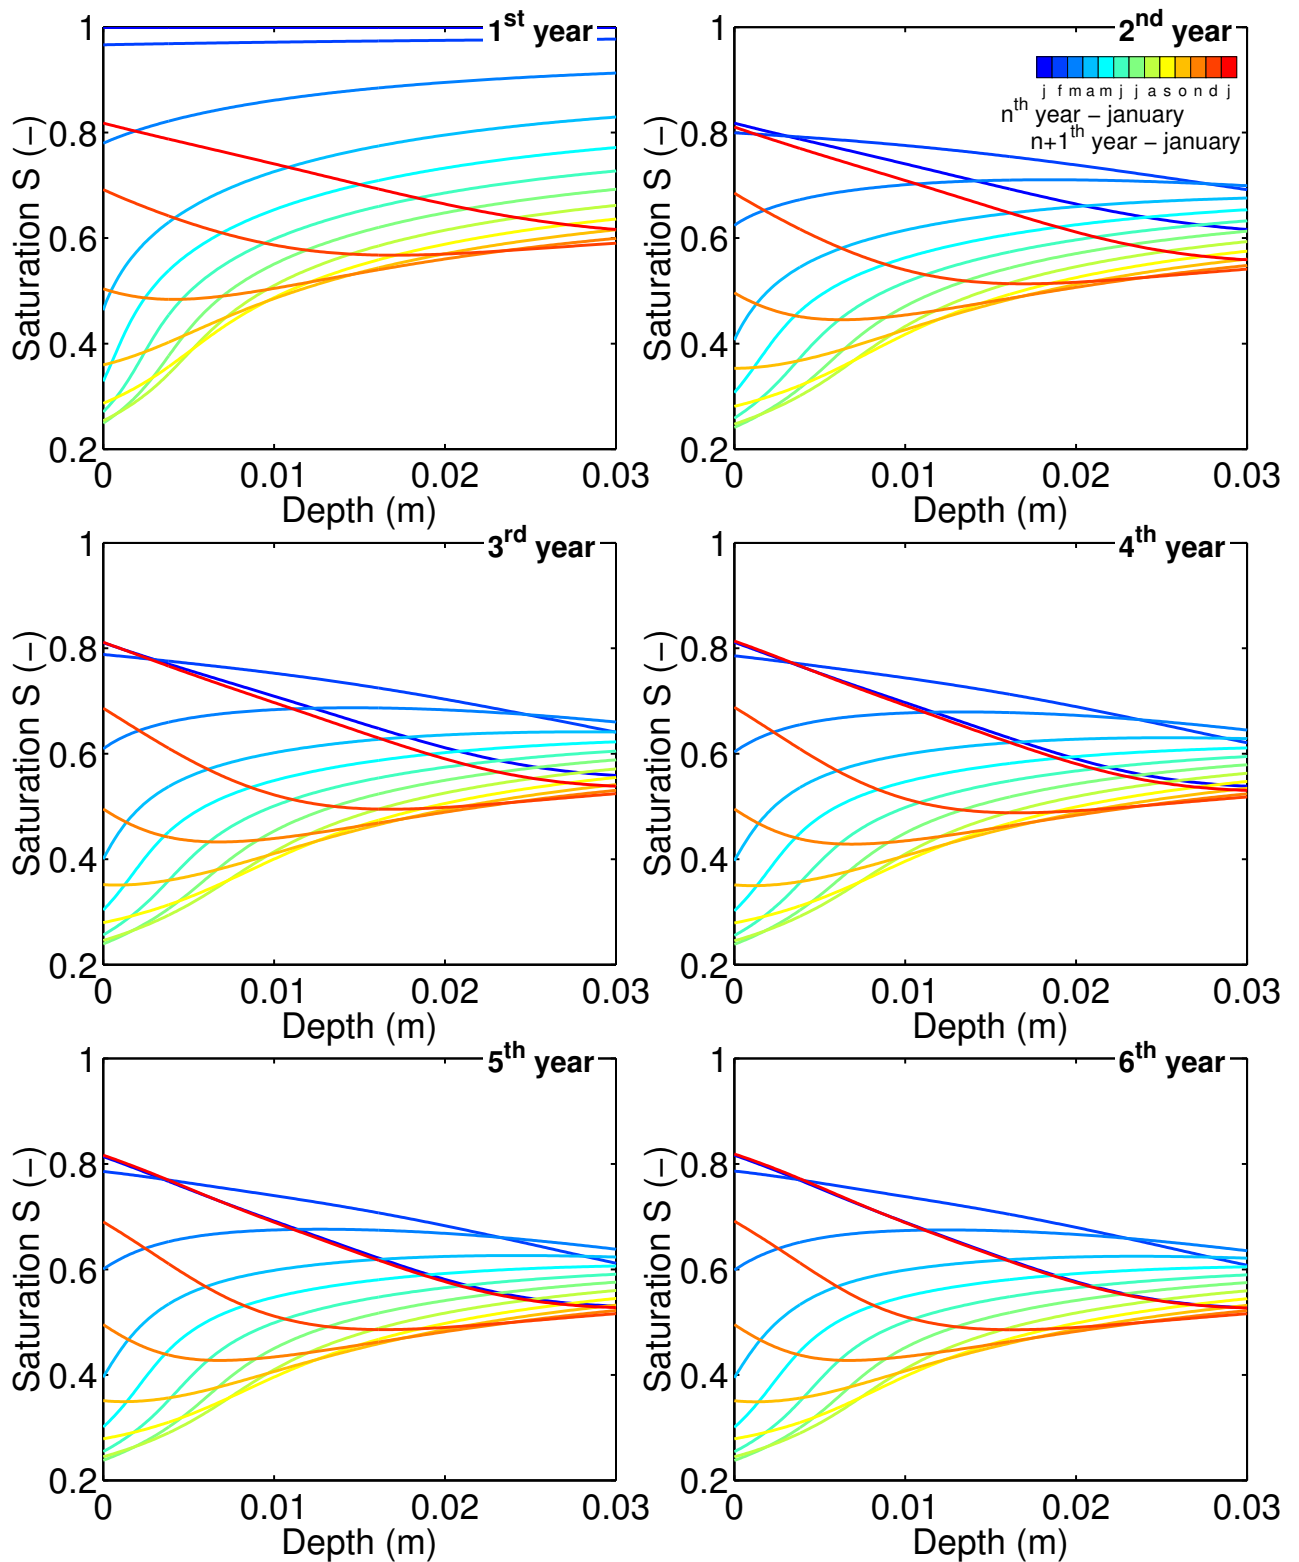 1st year
1
0.8
0.6
0.4
0.2
Saturation S (−)
0 0.01 0.02 0.03
Depth (m)
2nd year
j f m a m j j a s o n d j
nth year − january
n+1th year − january
1
0.8
0.6
0.4
0.2
Saturation S (−)
0 0.01 0.02 0.03
Depth (m)
3rd year
1
0.8
0.6
0.4
0.2
Saturation S (−)
0 0.01 0.02 0.03
Depth (m)
4th year
1
0.8
0.6
0.4
0.2
Saturation S (−)
0 0.01 0.02 0.03
Depth (m)
5th year
1
0.8
0.6
0.4
0.2
Saturation S (−)
0 0.01 0.02 0.03
Depth (m)
6th year
1
0.8
0.6
0.4
0.2
Saturation S (−)
0 0.01 0.02 0.03
Depth (m)